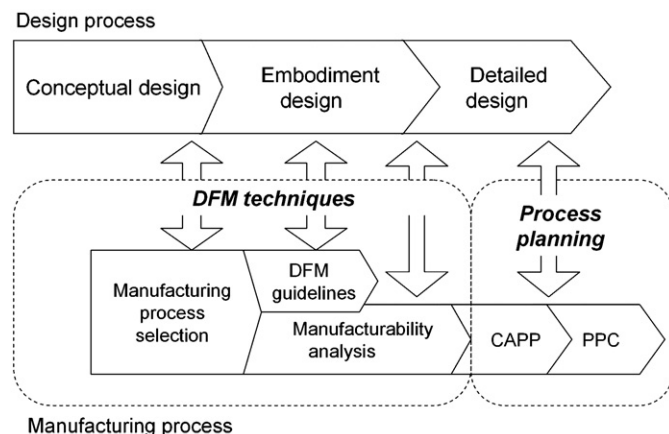 Design process
Conceptual design
Embodiment
design
Detailed
design
DFM techniques
Process
planning
Manufacturing
process
selection
DFM
guidelines
Manufacturability
analysis
CAPP
PPC
Manufacturing process